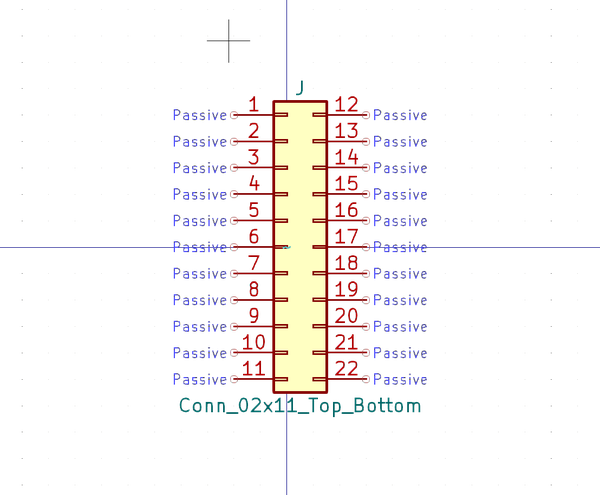 J
Passive 1 12 Passive
Passive 2 13 Passive
Passive 3 14 Passive
Passive 4 15 Passive
Passive 5 16 Passive
Passive 6 17 Passive
Passive 7 18 Passive
Passive 8 19 Passive
Passive 9 20 Passive
Passive 10 21 Passive
Passive 11 22 Passive
Conn_02x11_Top_Bottom